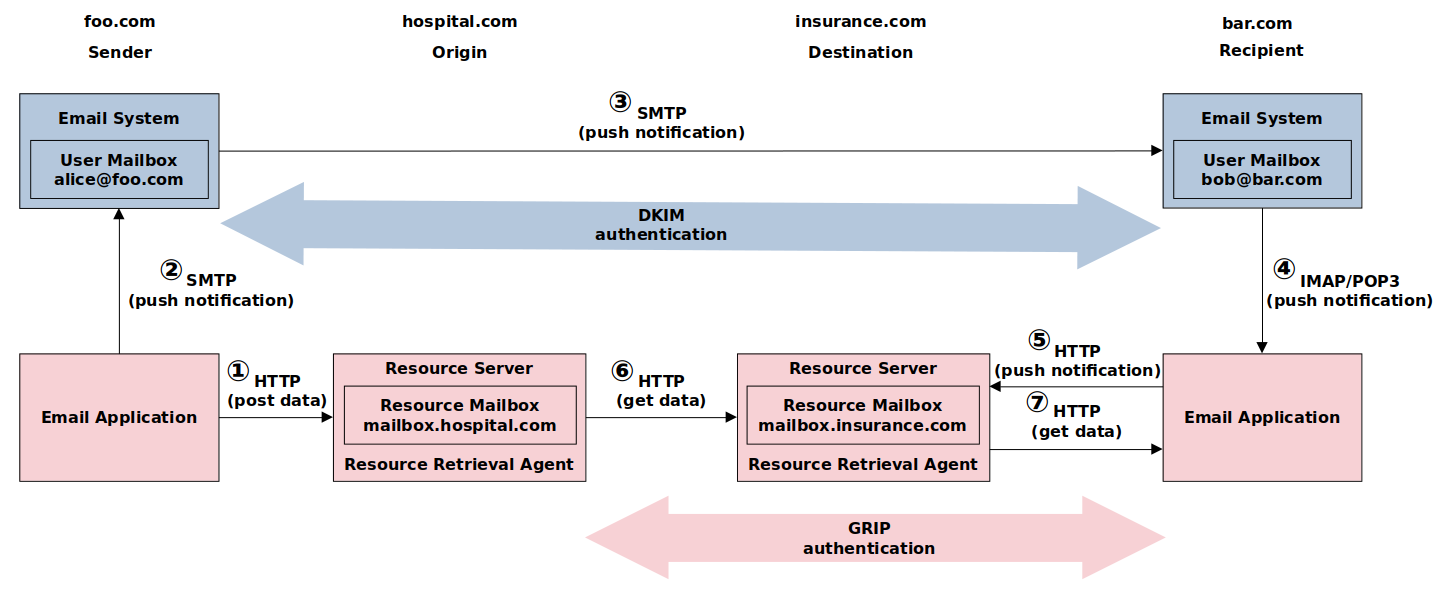 foo.com
Sender
hospital.com
Origin
insurance.com
Destination
bar.com
Recipient
Email System
User Mailbox
alice@foo.com
③ SMTP
(push notification)
Email System
User Mailbox
bob@bar.com
DKIM
authentication
② SMTP
(push notification)
④ IMAP/POP3
(push notification)
Email Application
① HTTP
(post data)
Resource Server
Resource Mailbox
mailbox.hospital.com
Resource Retrieval Agent
⑥ HTTP
(get data)
Resource Server
Resource Mailbox
mailbox.insurance.com
Resource Retrieval Agent
⑤ HTTP
(push notification)
⑦ HTTP
(get data)
Email Application
GRIP
authentication